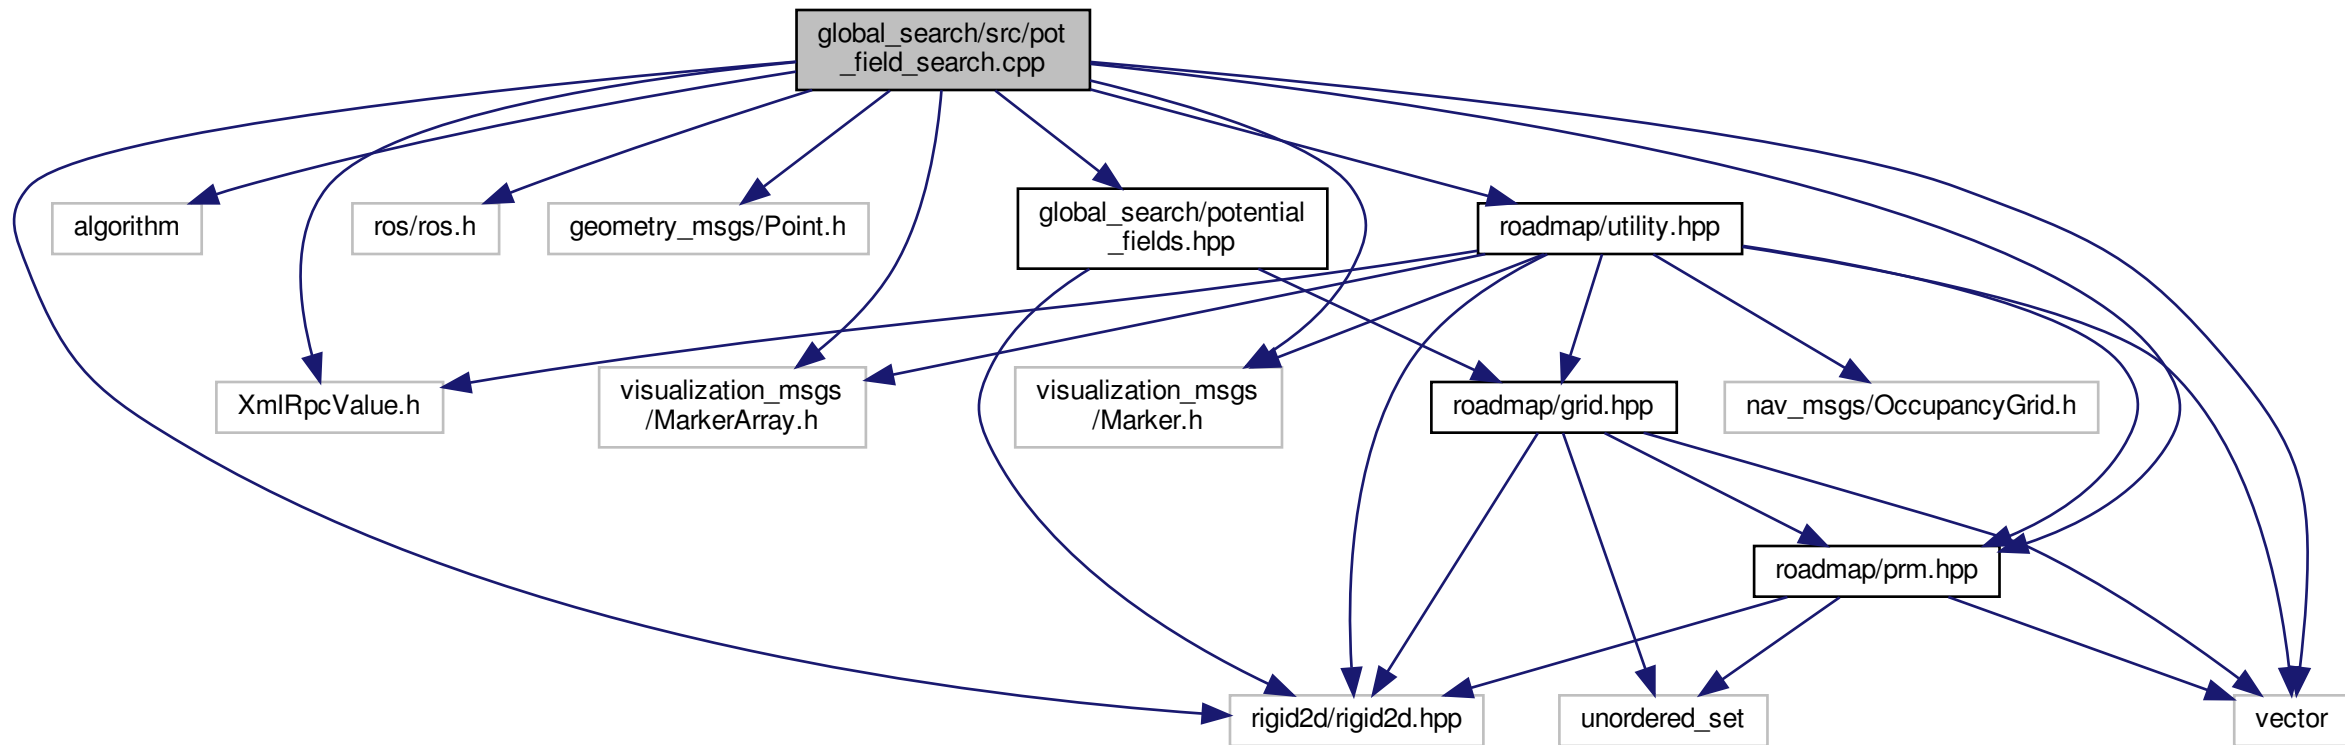 global_search/src/pot
_field_search.cpp
algorithm
ros/ros.h
geometry_msgs/Point.h
global_search/potential
_fields.hpp
roadmap/utility.hpp
XmlRpcValue.h
visualization_msgs
/MarkerArray.h
visualization_msgs
/Marker.h
roadmap/grid.hpp
nav_msgs/OccupancyGrid.h
roadmap/prm.hpp
rigid2d/rigid2d.hpp
unordered_set
vector